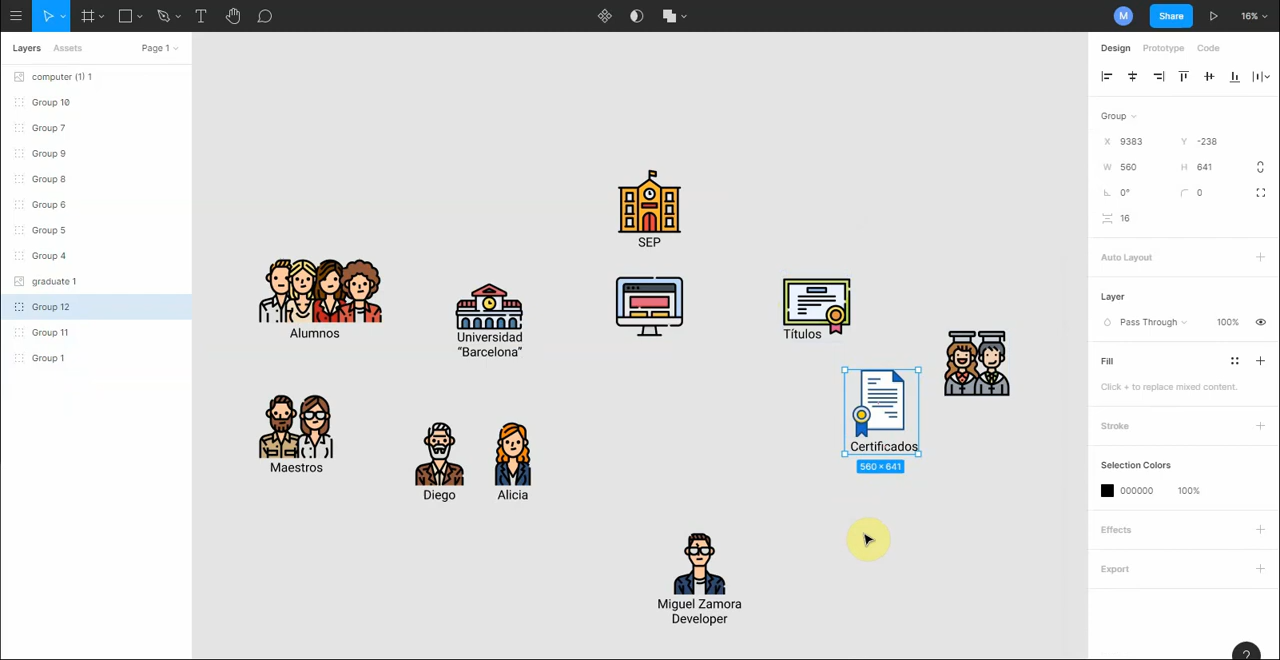 M
Share
16%
Layers
Assets
Page 1
computer (1) 1
Group 10
Group 7
Group 9
Group 8
Group 6
Group 5
Group 4
graduate 1
Group 12
Group 11
Group 1
SEP
Alumnos
Universidad
“Barcelona”
Títulos
Certificados
560 × 641
Maestros
Diego
Alicia
Miguel Zamora
Developer
Design
Prototype
Code
Group
X 9383
Y -238
W 560
H 641
0°
0
16
Auto Layout
Layer
Pass Through
100%
Fill
Click + to replace mixed content.
Stroke
Selection Colors
000000
100%
Effects
Export
?